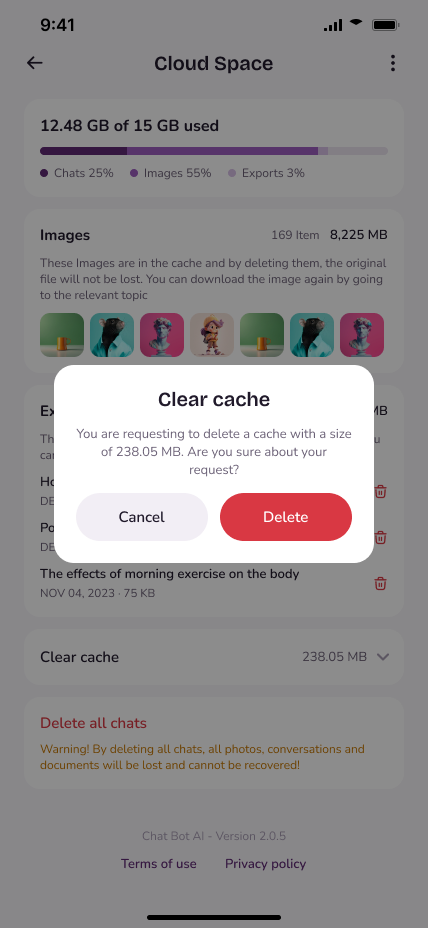 9:41
Cloud Space
12.48 GB of 15 GB used
Chats 25% Images 55% Exports 3%
Images 169 Item 8,225 MB
These Images are in the cache and by deleting them, the original
file will not be lost. You can download the image again by going
to the relevant topic
MB
Clear cache
You are requesting to delete a cache with a size
of 238.05 MB. Are you sure about your
request?
Cancel Delete
The effects of morning exercise on the body
NOV 04, 2023 · 75 KB
Clear cache 238.05 MB
Delete all chats
Warning! By deleting all chats, all photos, conversations and
documents will be lost and cannot be recovered!
Chat Bot AI - Version 2.0.5
Terms of use Privacy policy